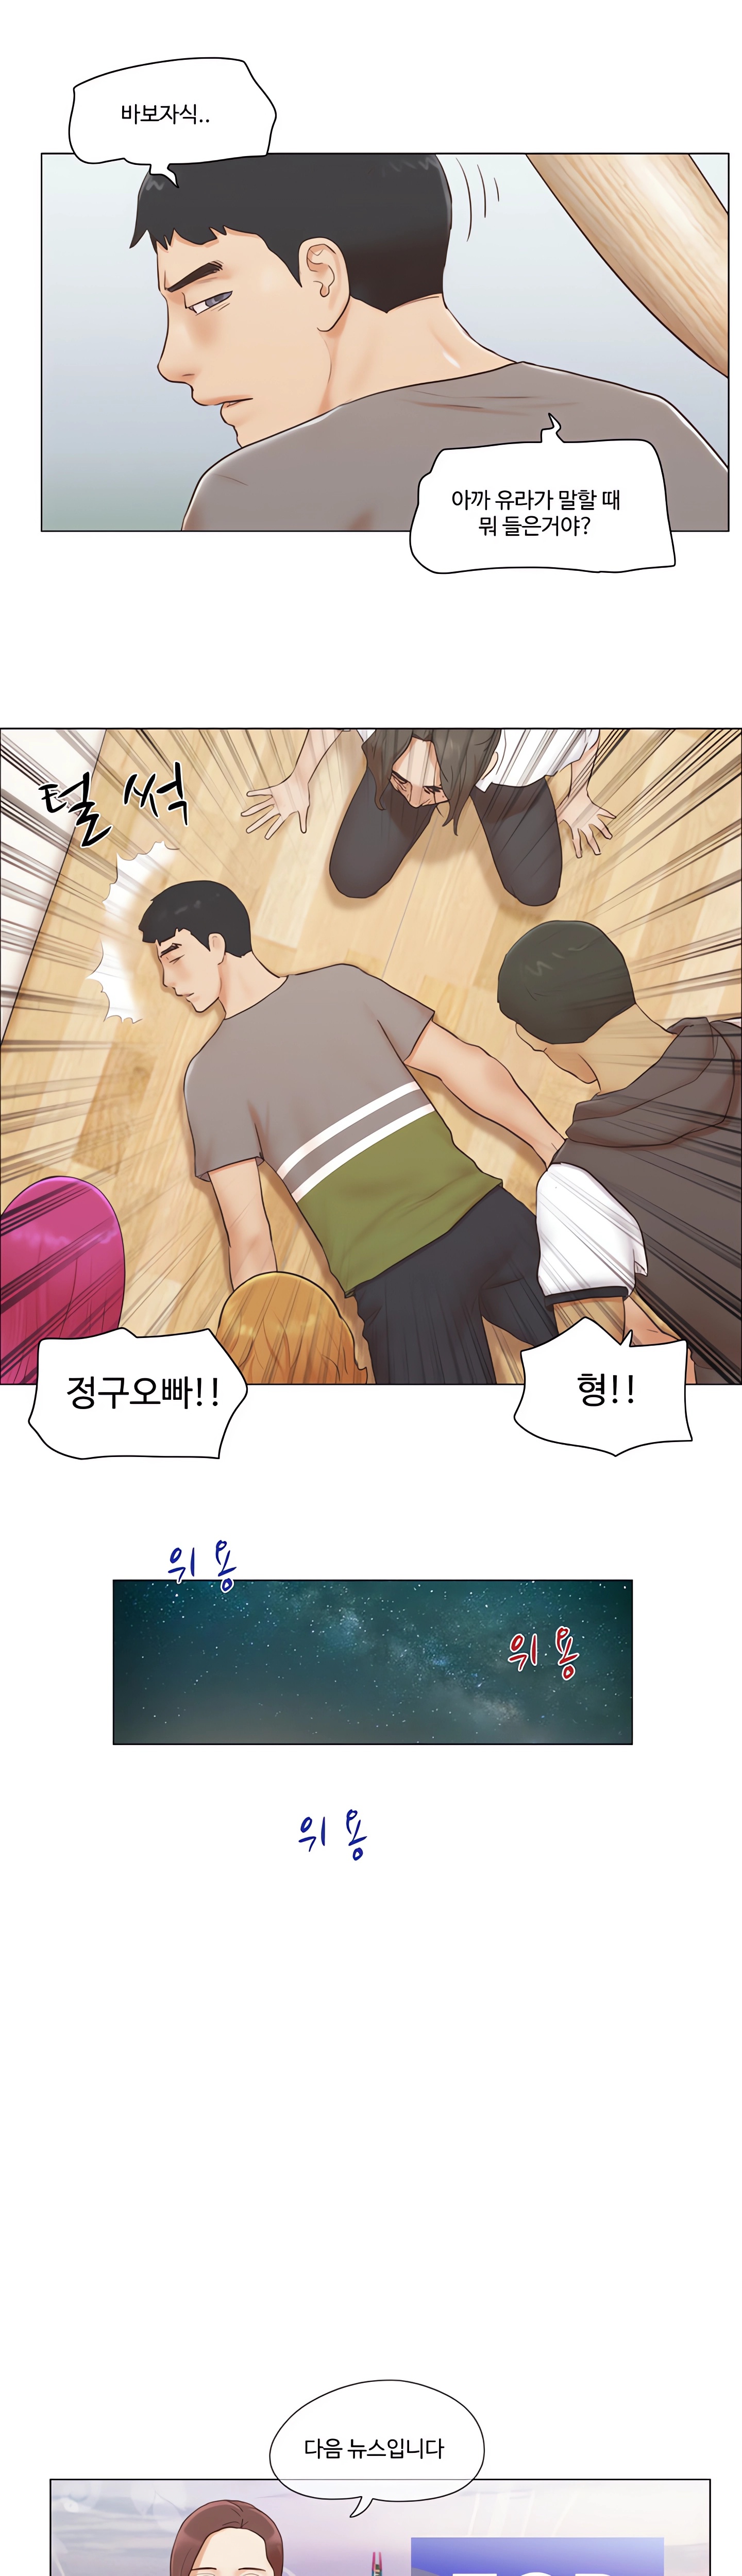 바보자식..
아까 유라가 말할 때
뭐 들은거야?
털썩
정구오빠!!
형!!
위용
위용
위용
다음 뉴스입니다